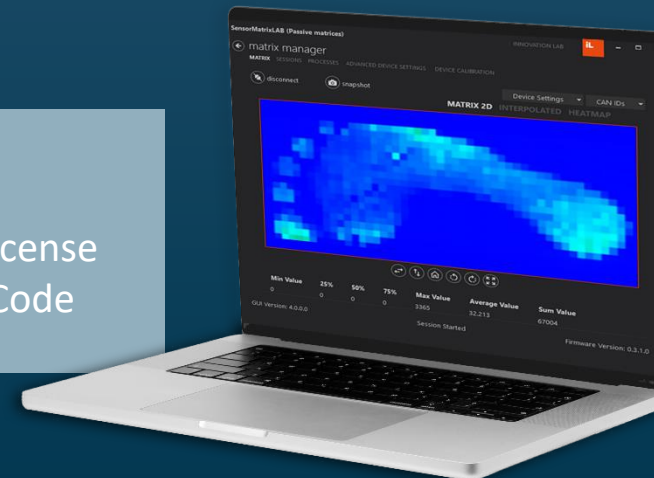 cense
Code
SensorMatrixLAB (Passive matrices)
matrix manager
INNOVATION LAB
iL
MATRIX SESSIONS PROCESSES ADVANCED DEVICE SETTINGS DEVICE CALIBRATION
disconnect snapshot
Device Settings CAN IDs
MATRIX 2D INTERPOLATED HEATMAP
Min Value 25% 50% 75% Max Value Average Value Sum Value
0 0 0 0 3365 32,213 67004
GUI Version: 4.0.0.0 Session Started Firmware Version: 0.3.1.0